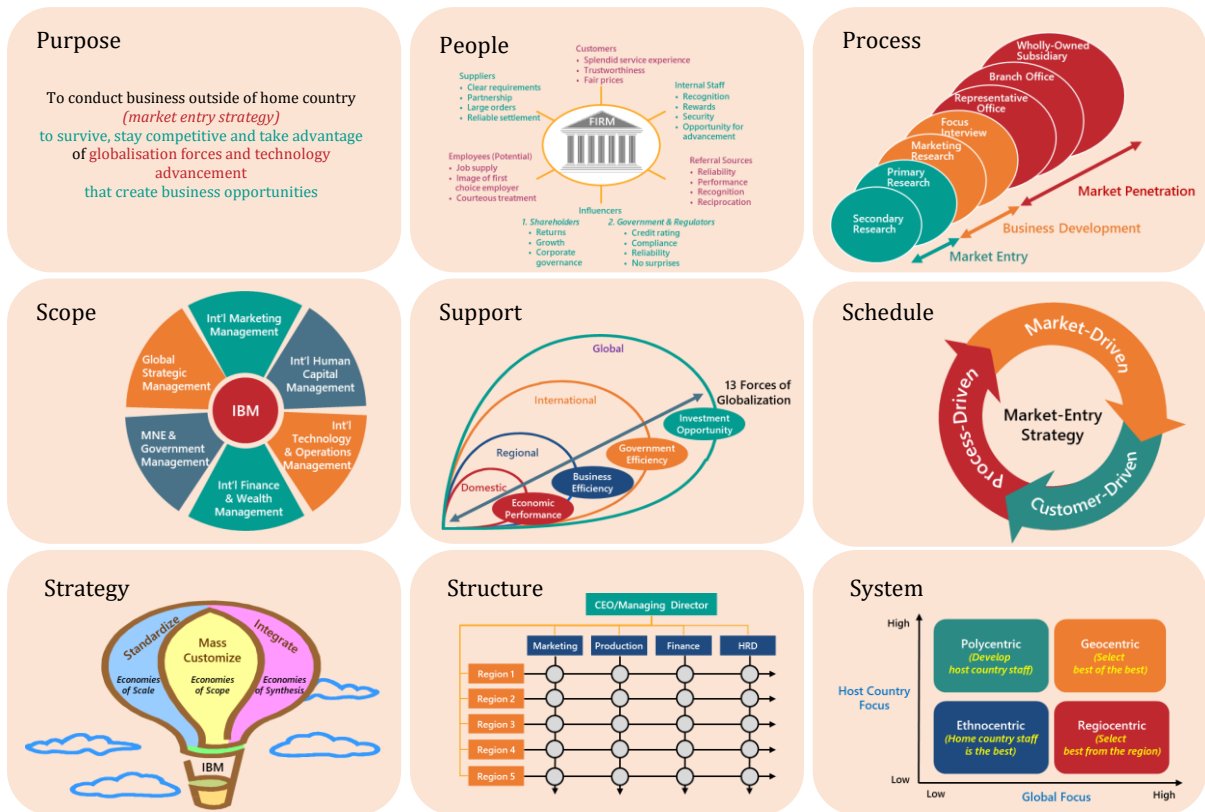 Purpose
To conduct business outside of home country
(market entry strategy)
to survive, stay competitive and take advantage
of globalisation forces and technology
advancement
that create business opportunities
People
Customers
• Splendid service experience
• Trustworthiness
• Fair prices
Suppliers
• Clear requirements
• Partnership
• Large orders
• Reliable settlement
Internal Staff
• Recognition
• Rewards
• Security
• Opportunity for
advancement
FIRM
Employees (Potential)
• Job supply
• Image of first
choice employer
• Courteous treatment
Referral Sources
• Reliability
• Performance
• Recognition
• Reciprocation
Influencers
1. Shareholders
• Returns
• Growth
• Corporate
governance
2. Government & Regulators
• Credit rating
• Compliance
• Reliability
• No surprises
Process
Wholly-Owned
Subsidiary
Branch Office
Representative
Office
Focus
Interview
Marketing
Research
Primary
Research
Secondary
Research
Market Penetration
Business Development
Market Entry
Scope
Int'l Marketing
Management
Int'l Human
Capital
Management
Int'l
Technology
& Operations
Management
Int'l Finance
& Wealth
Management
MNE &
Government
Management
Global
Strategic
Management
IBM
Support
Global
13 Forces of
Globalization
International
Investment
Opportunity
Regional
Government
Efficiency
Domestic
Business
Efficiency
Economic
Performance
Schedule
Market-Driven
Customer-Driven
Process-Driven
Market-Entry
Strategy
Strategy
Standardize
Mass
Customize
Integrate
Economies
of Scale
Economies
of Scope
Economies
of Synthesis
IBM
Structure
CEO/Managing Director
Marketing
Production
Finance
HRD
Region 1
Region 2
Region 3
Region 4
Region 5
System
High
Polycentric
(Develop
host country staff)
Geocentric
(Select
best of the best)
Host Country
Focus
Ethnocentric
(Home country staff
is the best)
Regiocentric
(Select
best from the region)
Low
Low
Global Focus
High